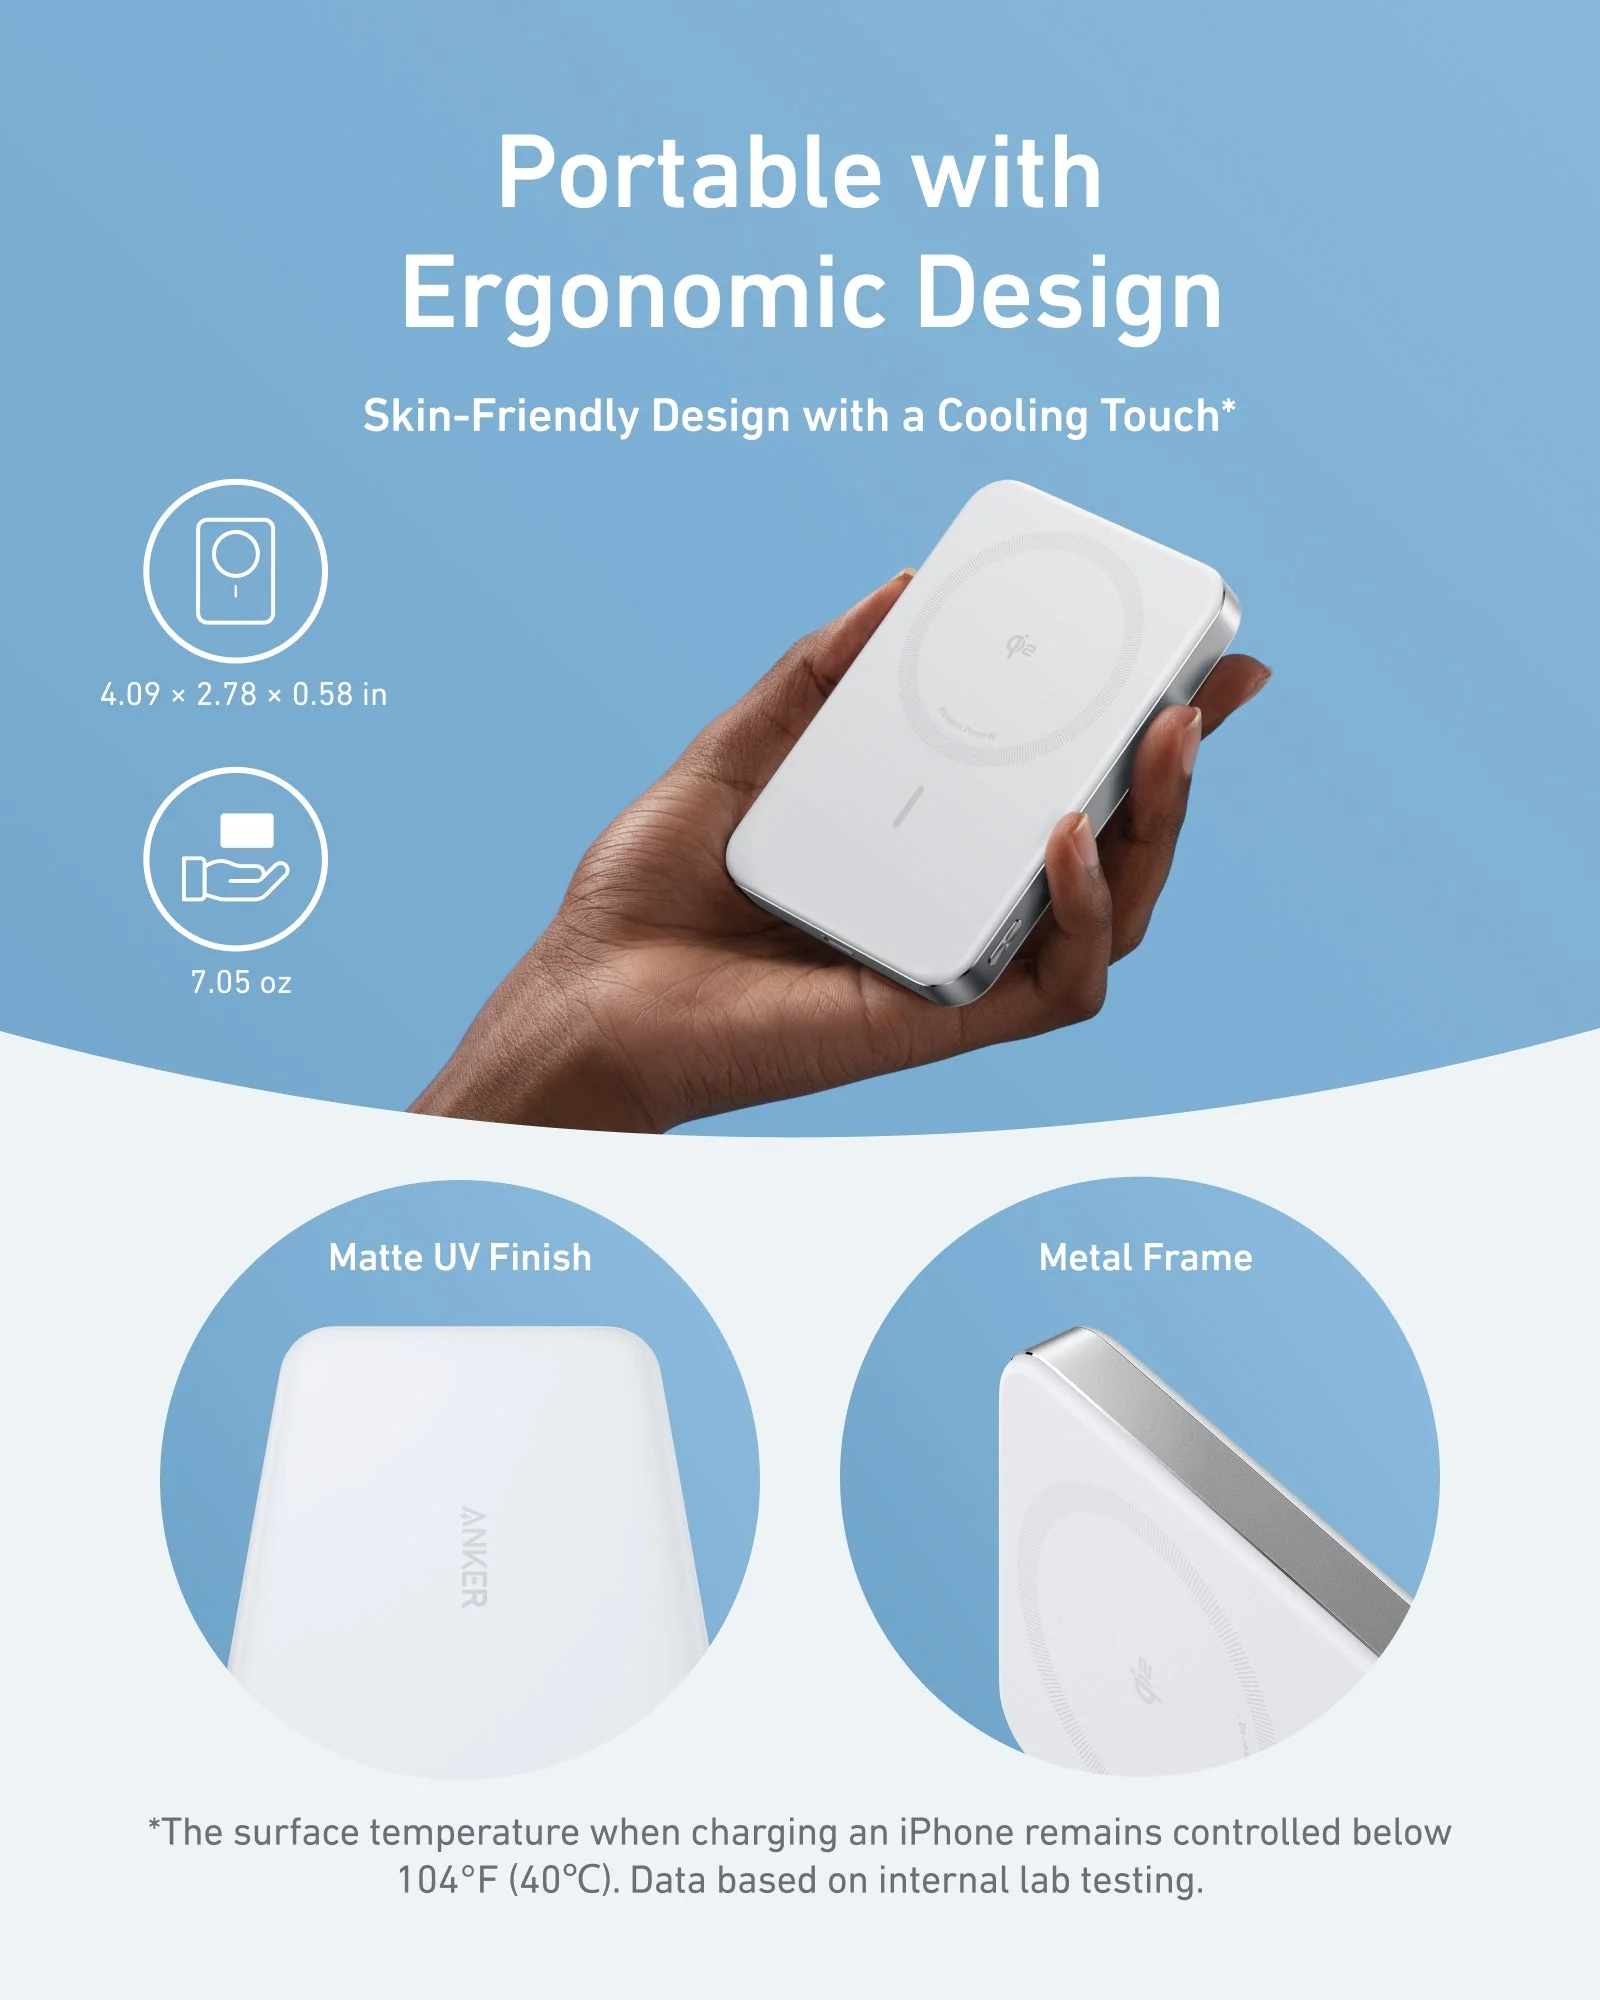 Portable with
Ergonomic Design
Skin-Friendly Design with a Cooling Touch*
4.09 × 2.78 × 0.58 in
7.05 oz
Qi2
Matte UV Finish
Metal Frame
ANKER
Qi2
*The surface temperature when charging an iPhone remains controlled below
104°F (40℃). Data based on internal lab testing.